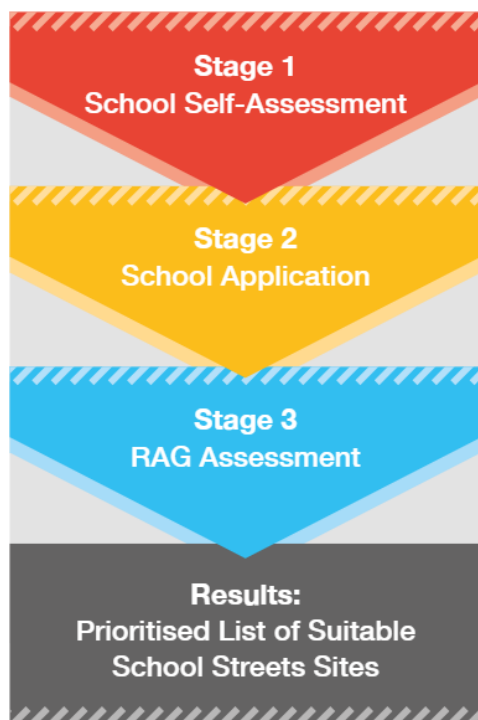 Stage 1
School Self-Assessment
Stage 2
School Application
Stage 3
RAG Assessment
Results:
Prioritised List of Suitable
School Streets Sites